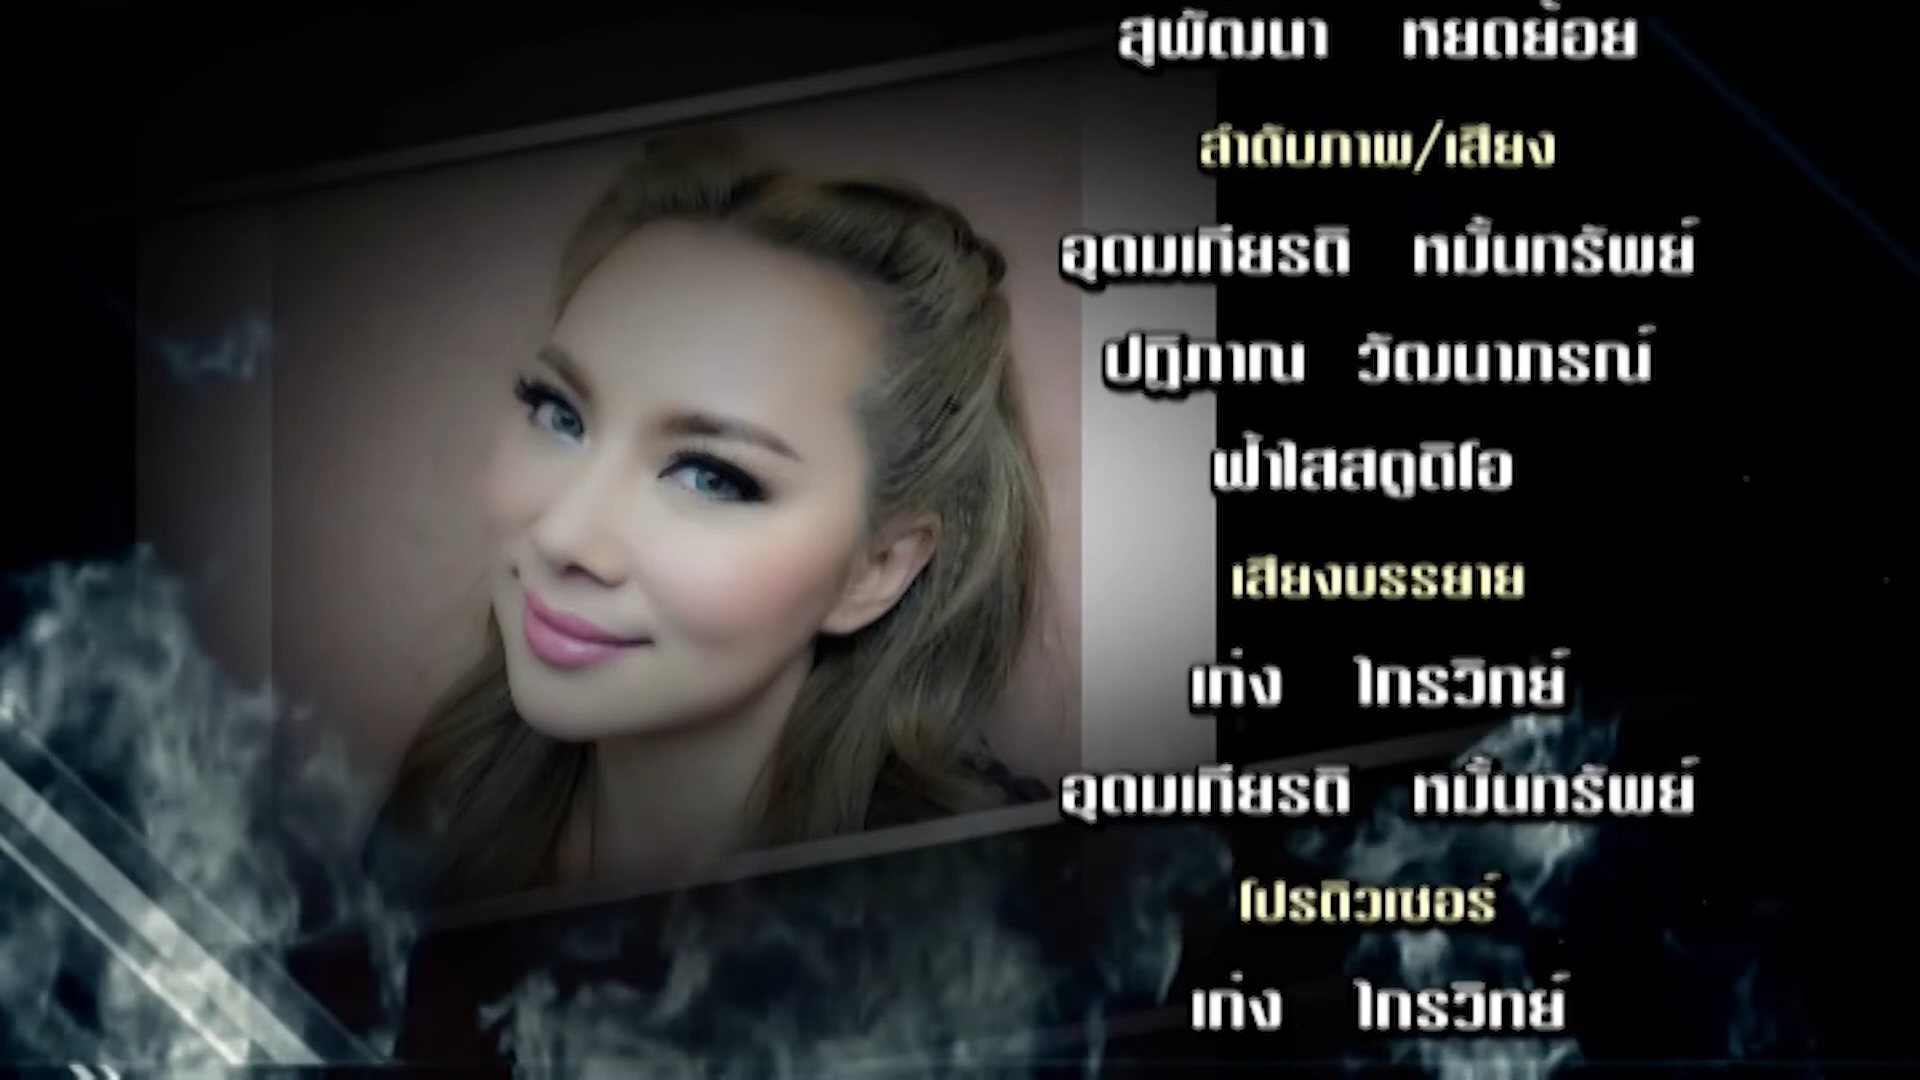 สุพัฒนา หยดย้อย
ลำดับภาพ/เสียง
อุดมเกียรติ หมื่นทรัพย์
ปฏิภาณ วัฒนาภรณ์
ฟ้าใสสตูดิโอ
เสียงบรรยาย
เก่ง ไกรวิทย์
อุดมเกียรติ หมื่นทรัพย์
โปรดิวเซอร์
เก่ง ไกรวิทย์